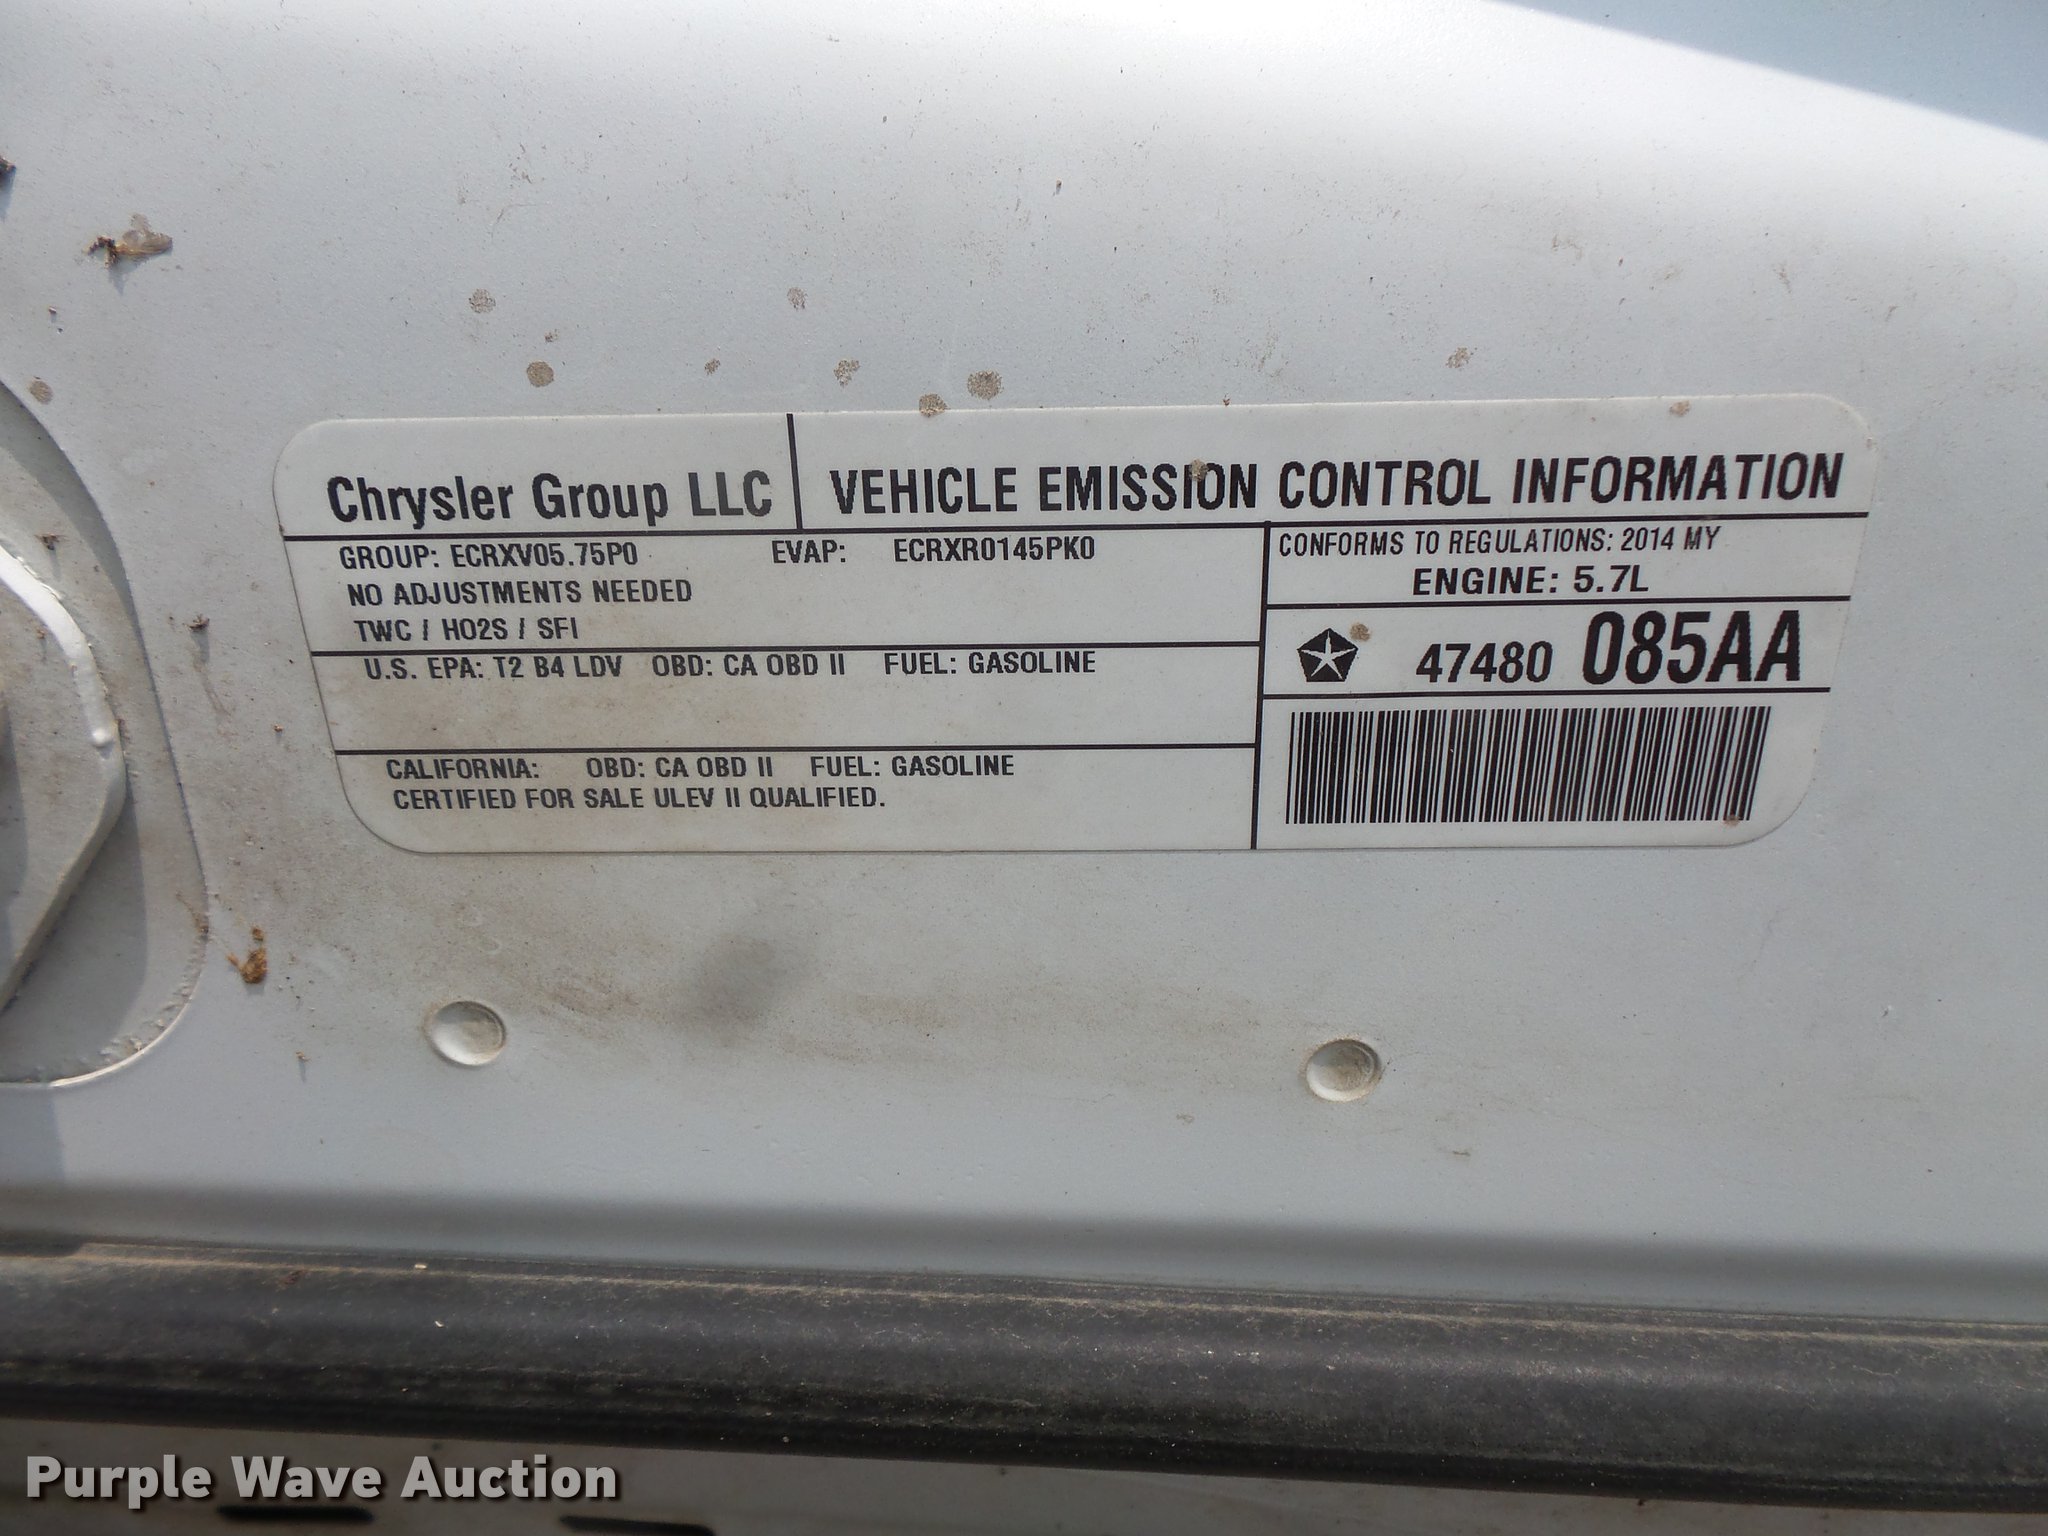 Chrysler Group LLC
VEHICLE EMISSION CONTROL INFORMATION
GROUP: ECRXV05.75P0 EVAP: ECRXR0145PK0
NO ADJUSTMENTS NEEDED
TWC / HO2S / SFI
U.S. EPA: T2 B4 LDV OBD: CA OBD II FUEL: GASOLINE
CALIFORNIA: OBD: CA OBD II FUEL: GASOLINE
CERTIFIED FOR SALE ULEV II QUALIFIED.
CONFORMS TO REGULATIONS: 2014 MY
ENGINE: 5.7L
47480 085AA
Purple Wave Auction